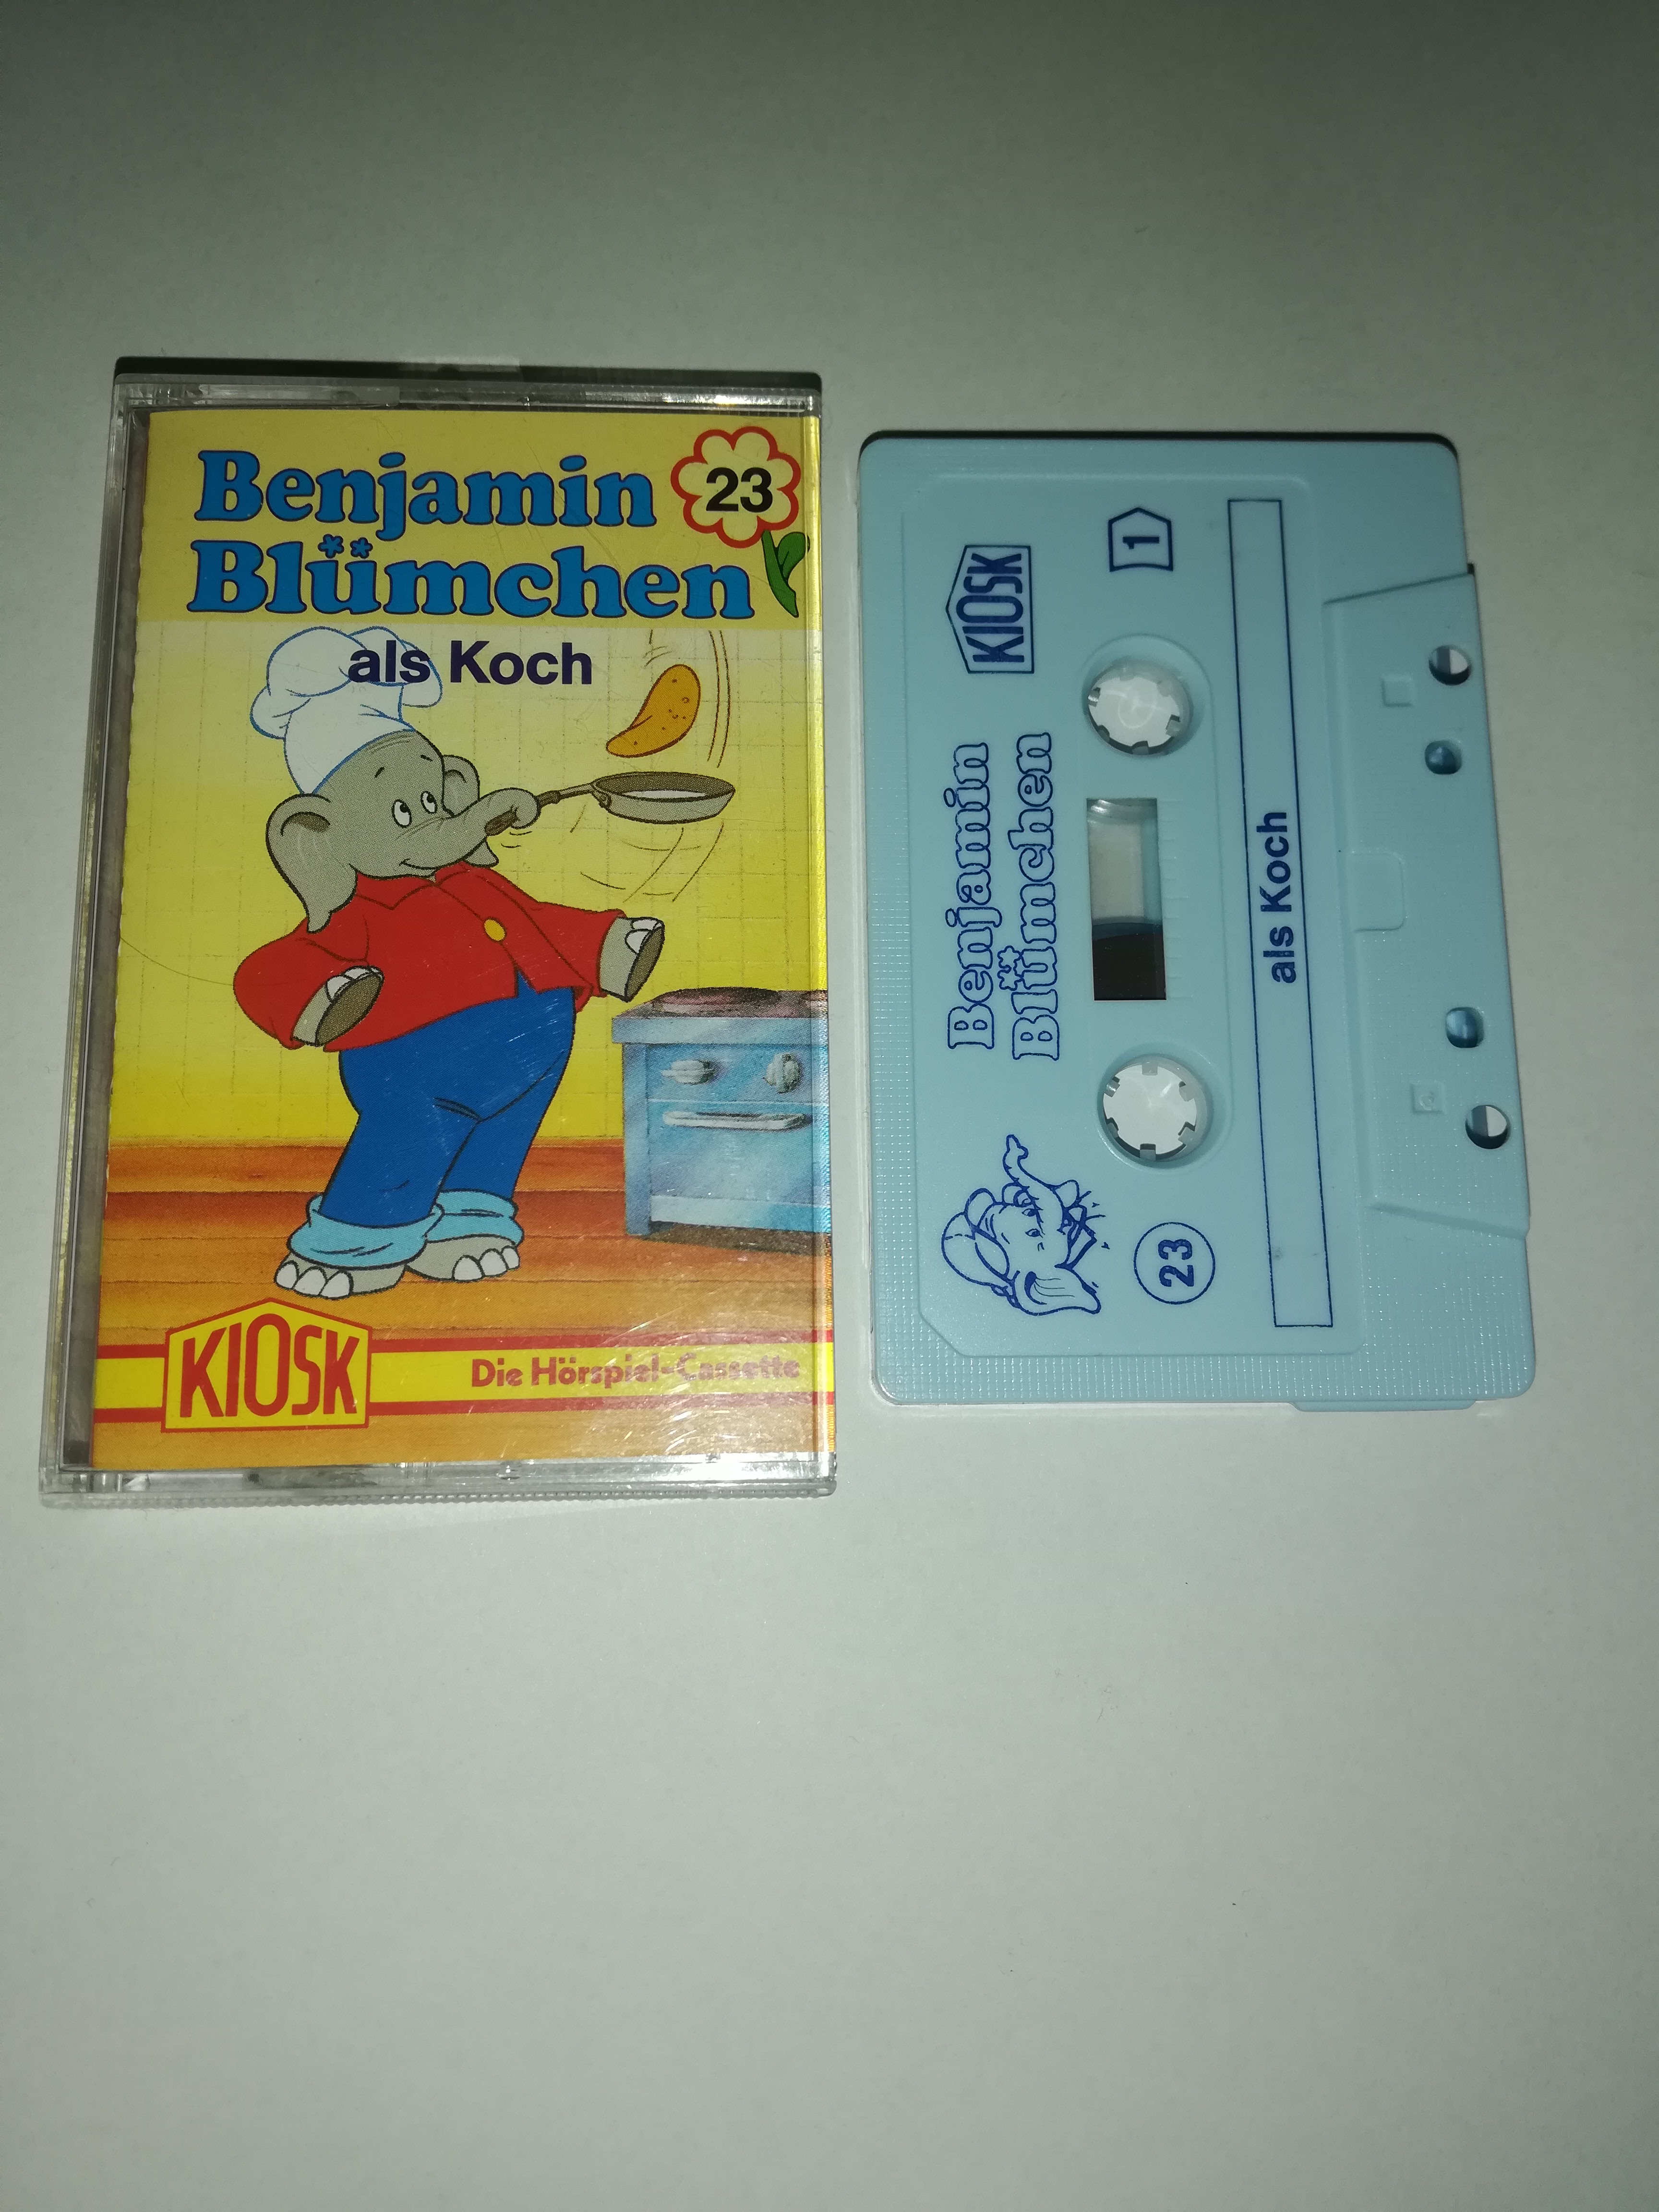 Benjamin
23
Blümchen
als Koch
KIOSK
Die Hörspiel-Cassette
KIOSK
1
Benjamin
Blümchen
23
als Koch